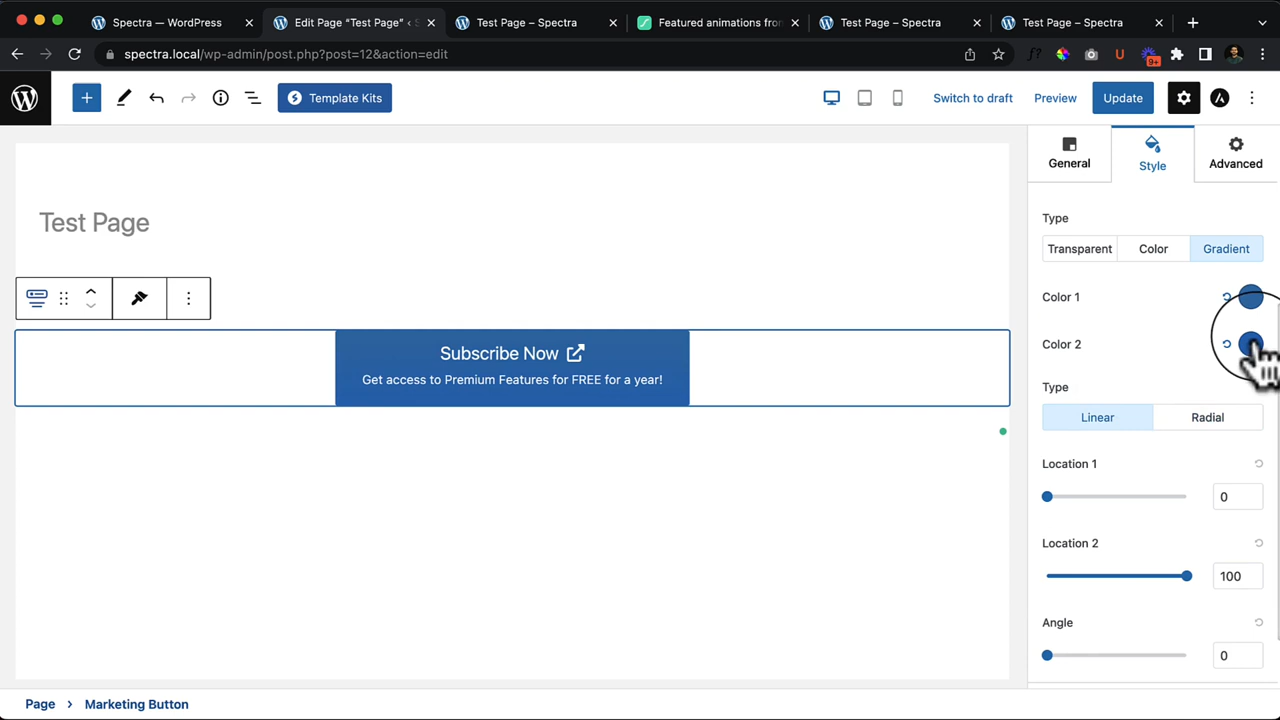 Spectra — WordPress
Edit Page “Test Page” ‹ S
Test Page – Spectra
Featured animations from
Test Page – Spectra
Test Page – Spectra
spectra.local/wp-admin/post.php?post=12&action=edit
f?
U
9+
Template Kits
Switch to draft
Preview
Update
General
Style
Advanced
Test Page
Type
Transparent
Color
Gradient
Color 1
Color 2
Subscribe Now
Get access to Premium Features for FREE for a year!
Type
Linear
Radial
Location 1
0
Location 2
100
Angle
0
Page › Marketing Button